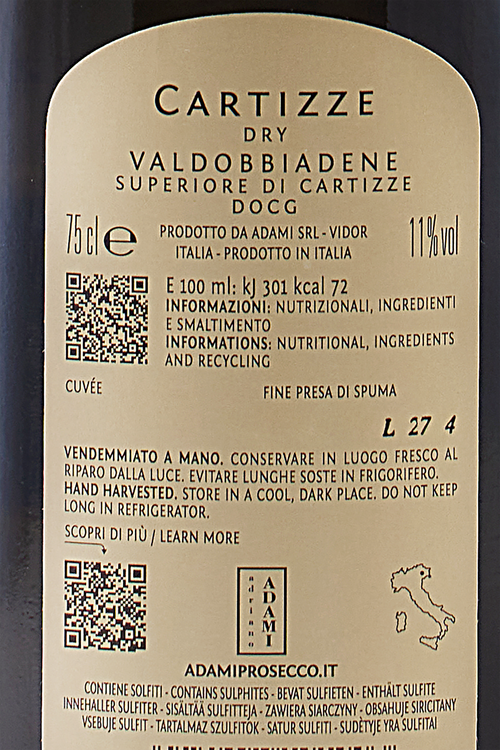 CARTIZZE
DRY
VALDOBBIADENE
SUPERIORE DI CARTIZZE
DOCG
75 cl e
PRODOTTO DA ADAMI SRL - VIDOR
ITALIA - PRODOTTO IN ITALIA
11%vol
E 100 ml: kJ 301 kcal 72
INFORMAZIONI: NUTRIZIONALI, INGREDIENTI
E SMALTIMENTO
INFORMATIONS: NUTRITIONAL, INGREDIENTS
AND RECYCLING
CUVÉE
FINE PRESA DI SPUMA
L 27 4
VENDEMMIATO A MANO. CONSERVARE IN LUOGO FRESCO AL
RIPARO DALLA LUCE. EVITARE LUNGHE SOSTE IN FRIGORIFERO.
HAND HARVESTED. STORE IN A COOL, DARK PLACE. DO NOT KEEP
LONG IN REFRIGERATOR.
SCOPRI DI PIÙ / LEARN MORE
adriano
ADAMI
ADAMIPROSECCO.IT
CONTIENE SOLFITI - CONTAINS SULPHITES - BEVAT SULFIETEN - ENTHÄLT SULFITE
INNEHALLER SULFITER - SISÄLTÄÄ SULFITTEJA - ZAWIERA SIARCZYNY - OBSAHUJE SIRICITANY
VSEBUJE SULFIT - TARTALMAZ SZULFITOK - SATUR SULFITI - SUDĖTYJE YRA SULFITAI